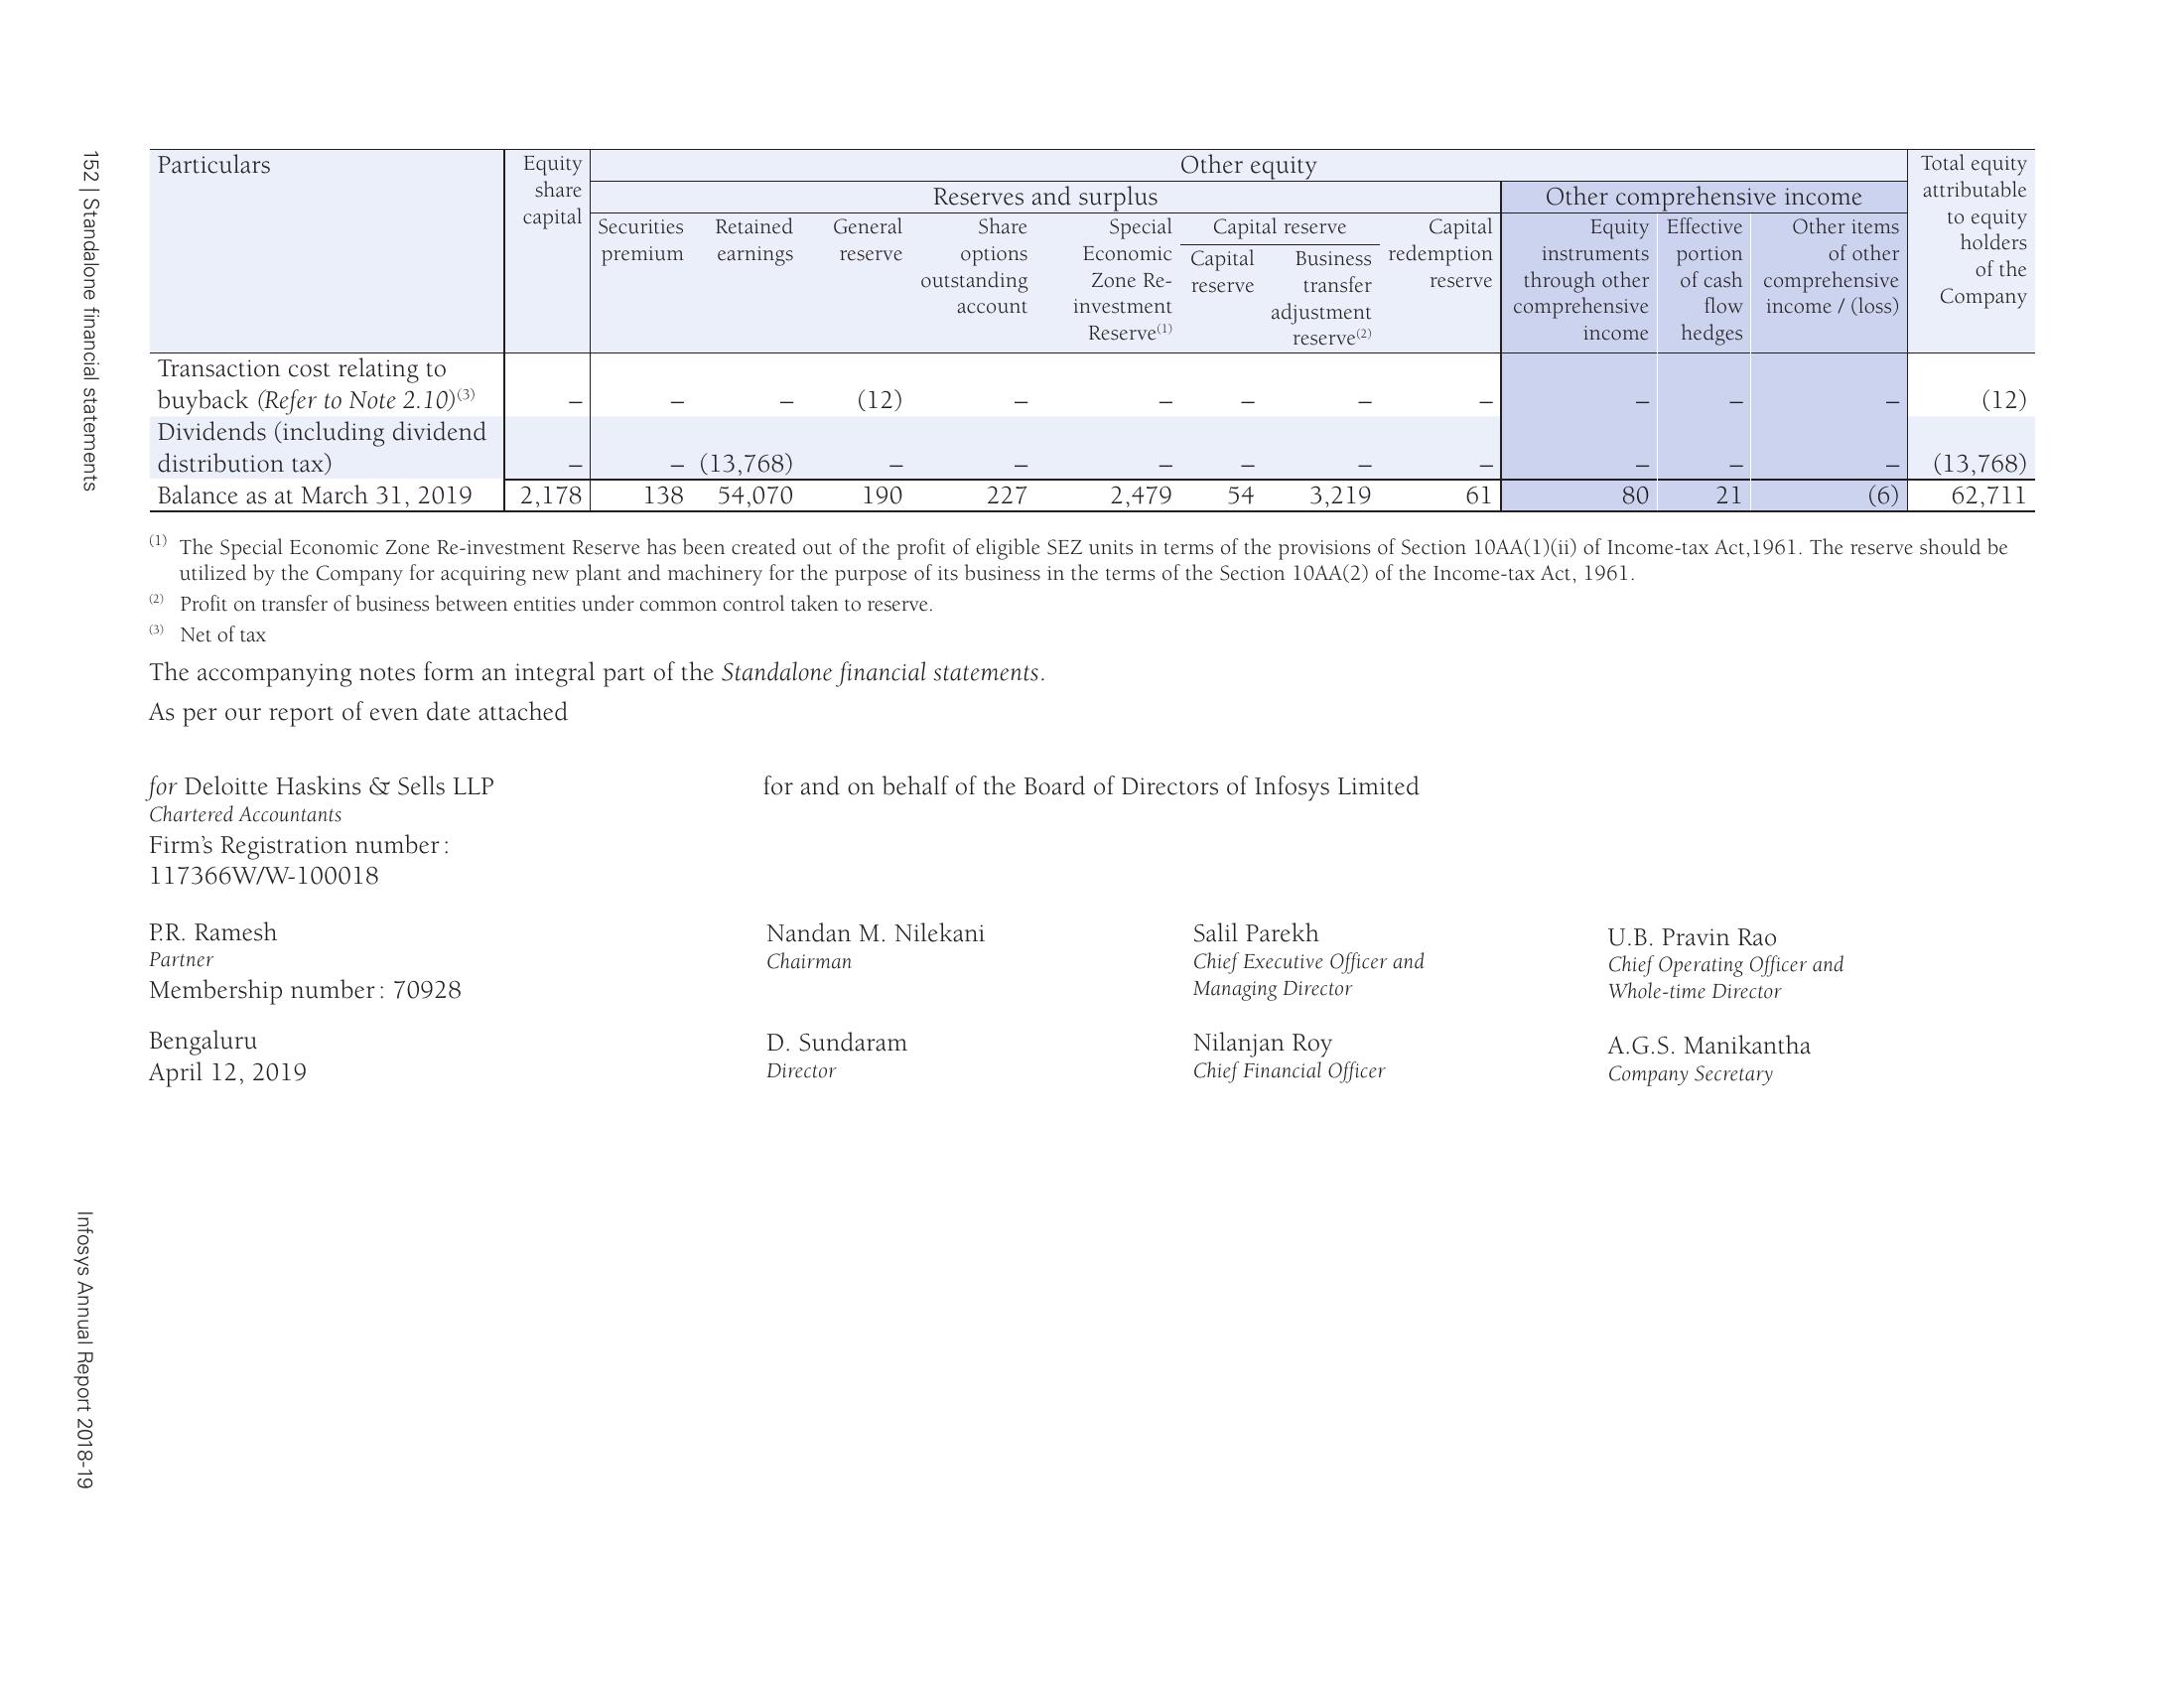 152 | Standalone financial statements
Particulars
Equity
share
capital
Other equity
Total equity
attributable
to equity
holders
of the
Company
Reserves and surplus
Other comprehensive income
Securities
premium
Retained
earnings
General
reserve
Share
options
outstanding
account
Special
Economic
Zone Re-
investment
Reserve(1)
Capital reserve
Capital
reserve
Business
transfer
adjustment
reserve(2)
Capital
redemption
reserve
Equity
instruments
through other
comprehensive
income
Effective
portion
of cash
flow
hedges
Other items
of other
comprehensive
income / (loss)
Transaction cost relating to
buyback (Refer to Note 2.10)(3) – – – (12) – – – – – – – – (12)
Dividends (including dividend
distribution tax) – – (13,768) – – – – – – – – – (13,768)
Balance as at March 31, 2019 2,178 138 54,070 190 227 2,479 54 3,219 61 80 21 (6) 62,711
(1) The Special Economic Zone Re-investment Reserve has been created out of the profit of eligible SEZ units in terms of the provisions of Section 10AA(1)(ii) of Income-tax Act,1961. The reserve should be
utilized by the Company for acquiring new plant and machinery for the purpose of its business in the terms of the Section 10AA(2) of the Income-tax Act, 1961.
(2) Profit on transfer of business between entities under common control taken to reserve.
(3) Net of tax
The accompanying notes form an integral part of the Standalone financial statements.
As per our report of even date attached
for Deloitte Haskins & Sells LLP
Chartered Accountants
Firm's Registration number :
117366W/W-100018
for and on behalf of the Board of Directors of Infosys Limited
P.R. Ramesh
Partner
Membership number : 70928
Nandan M. Nilekani
Chairman
Salil Parekh
Chief Executive Officer and
Managing Director
U.B. Pravin Rao
Chief Operating Officer and
Whole-time Director
Bengaluru
April 12, 2019
D. Sundaram
Director
Nilanjan Roy
Chief Financial Officer
A.G.S. Manikantha
Company Secretary
Infosys Annual Report 2018-19